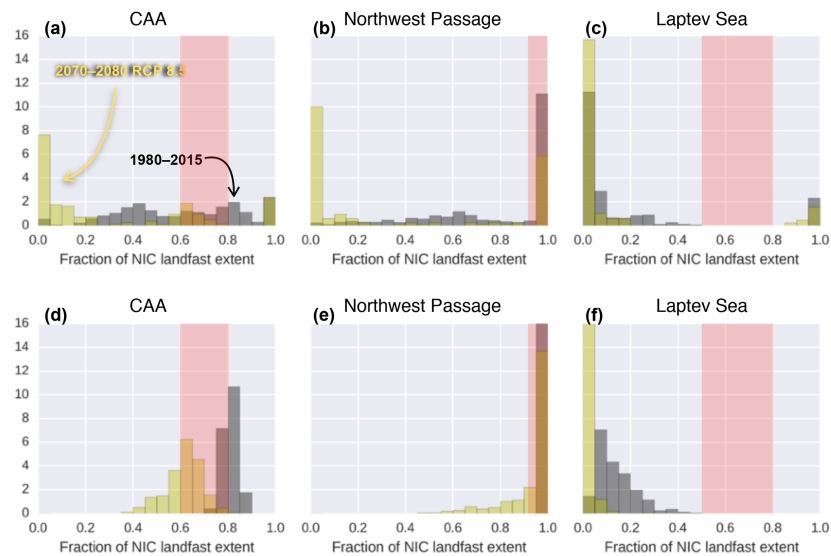 CAA
Northwest Passage
Laptev Sea
(a)
(b)
(c)
16
14
12
10
8
6
4
2
0
2070–2080 RCP 8.5
1980–2015
0.0 0.2 0.4 0.6 0.8 1.0
0.0 0.2 0.4 0.6 0.8 1.0
0.0 0.2 0.4 0.6 0.8 1.0
Fraction of NIC landfast extent
Fraction of NIC landfast extent
Fraction of NIC landfast extent
CAA
Northwest Passage
Laptev Sea
(d)
(e)
(f)
16
14
12
10
8
6
4
2
0
0.0 0.2 0.4 0.6 0.8 1.0
0.0 0.2 0.4 0.6 0.8 1.0
0.0 0.2 0.4 0.6 0.8 1.0
Fraction of NIC landfast extent
Fraction of NIC landfast extent
Fraction of NIC landfast extent